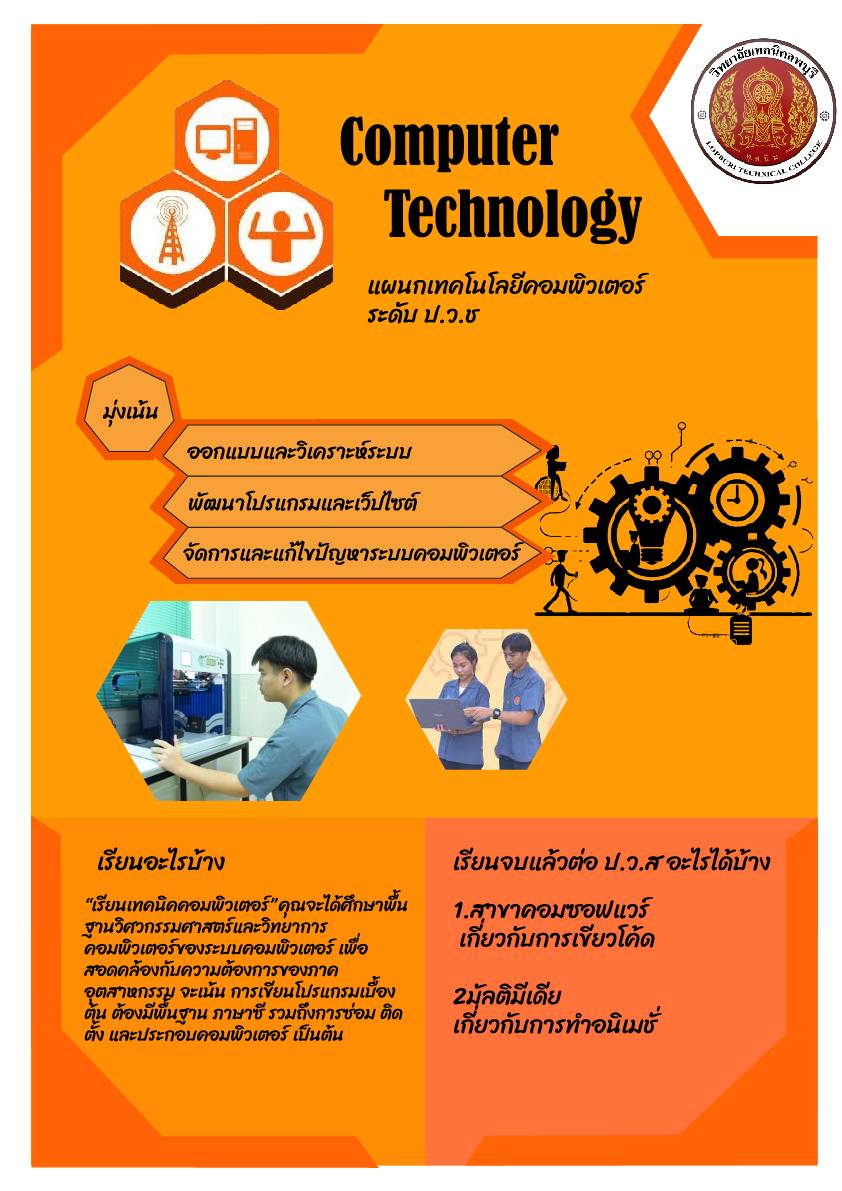 วิทยาลัยเทคนิคลพบุรี
LOPBURI TECHNICAL COLLEGE
Computer
Technology
แผนกเทคโนโลยีคอมพิวเตอร์
ระดับ ป.ว.ช
มุ่งเน้น
ออกแบบและวิเคราะห์ระบบ
พัฒนาโปรแกรมและเว็ปไซต์
จัดการและแก้ไขปัญหาระบบคอมพิวเตอร์
เรียนอะไรบ้าง
“เรียนเทคนิคคอมพิวเตอร์”คุณจะได้ศึกษาพื้น
ฐานวิศวกรรมศาสตร์และวิทยาการ
คอมพิวเตอร์ของระบบคอมพิวเตอร์ เพื่อ
สอดคล้องกับความต้องการของภาค
อุตสาหกรรม จะเน้น การเขียนโปรแกรมเบื้อง
ต้น ต้องมีพื้นฐาน ภาษาซี รวมถึงการซ่อม ติด
ตั้ง และประกอบคอมพิวเตอร์ เป็นต้น
เรียนจบแล้วต่อ ป.ว.ส อะไรได้บ้าง
1.สาขาคอมซอฟแวร์
เกี่ยวกับการเขียวโค้ด
2มัลติมีเดีย
เกี่ยวกับการทำอนิเมชั่